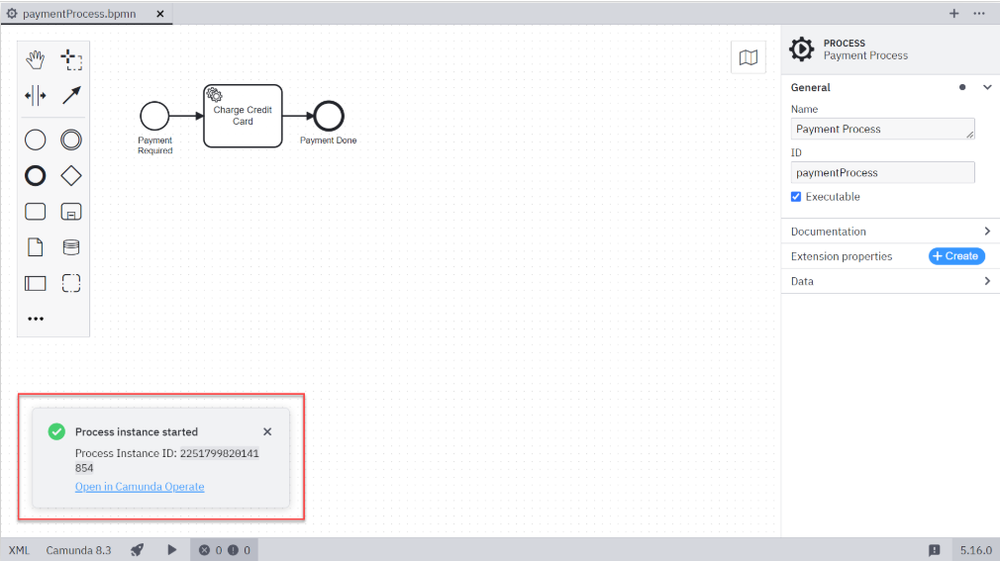 paymentProcess.bpmn
PROCESS
Payment Process
General
Name
Payment Process
ID
paymentProcess
Executable
Documentation
Extension properties
Create
Data
Charge Credit
Card
Payment
Required
Payment Done
Process instance started
Process Instance ID: 2251799820141
854
Open in Camunda Operate
XML
Camunda 8.3
0
0
5.16.0